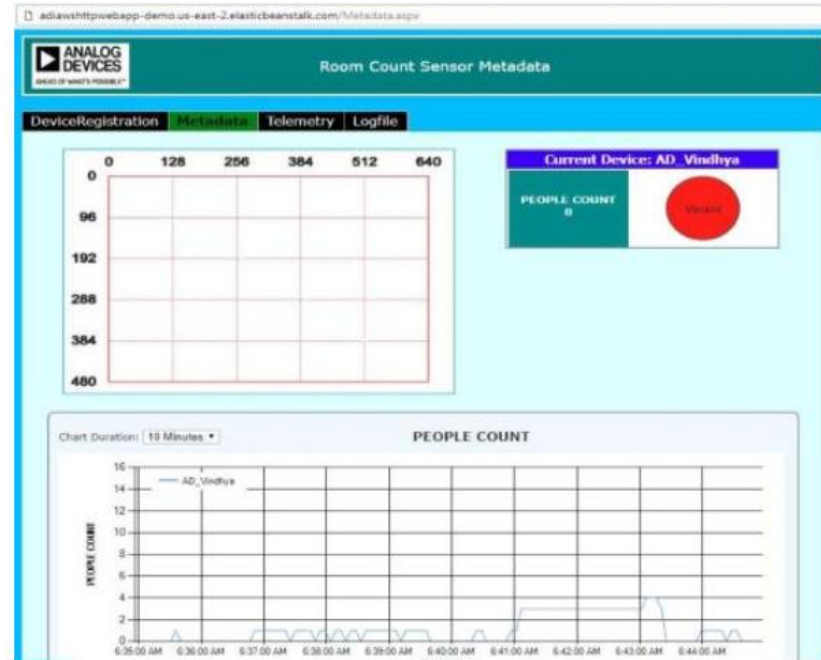 adiawshttpwebapp-demo.us-east-2.elasticbeanstalk.com/Metadata.aspx
ANALOG
DEVICES
AHEAD OF WHAT'S POSSIBLE™
Room Count Sensor Metadata
DeviceRegistration Metadata Telemetry Logfile
0 128 256 384 512 640
0
96
192
288
384
480
Current Device: AD_Vindhya
PEOPLE COUNT
0
Vacant
Chart Duration: 10 Minutes
PEOPLE COUNT
16
AD_Vindhya
14
12
10
8
6
4
2
0
PEOPLE COUNT
6:35:00 AM 6:36:00 AM 6:37:00 AM 6:38:00 AM 6:39:00 AM 6:40:00 AM 6:41:00 AM 6:42:00 AM 6:43:00 AM 6:44:00 AM